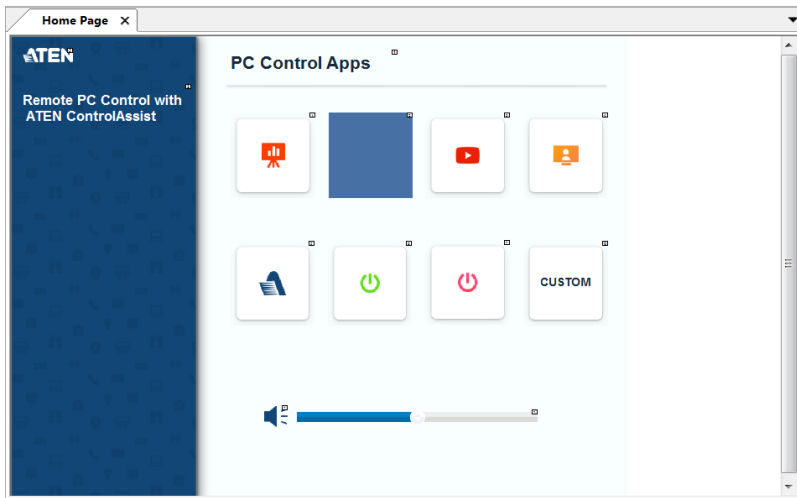 Home Page X
ATEN
PC Control Apps
Remote PC Control with
ATEN ControlAssist
CUSTOM